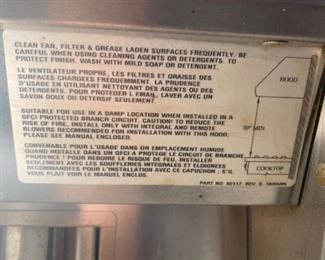 CLEAN FAN, FILTER & GREASE LADEN SURFACES FREQUENTLY. BE
CAREFUL WHEN USING CLEANING AGENTS OR DETERGENTS. TO
PROTECT FINISH, WASH WITH MILD SOAP OR DETERGENT.
LE VENTILATEUR PROPRE, LES FILTRES ET GRAISSE DES
SURFACES CHARGÉES FREQUEMMENT. LA PRUDENCE
D'USAGE EN UTILISANT NETTOYANT DES AGENTS OU DES
DETERGENTS. POUR PROTEGER L EMAIL, LAVER AVEC UN
SAVON DOUX OU DETERSIF SEULEMENT.
SUITABLE FOR USE IN A DAMP LOCATION WHEN INSTALLED IN A
GFCI PROTECTED BRANCH CIRCUIT. CAUTION: TO REDUCE THE
RISK OF FIRE, INSTALL ONLY WITH INTEGRAL AND REMOTE
BLOWERS RECOMMENDED FOR INSTALLATION WITH THIS HOOD;
PLEASE SEE MANUAL ENCLOSED.
CONVENABLE POUR L'USAGE DANS UN EMPLACEMENT HUMIDE
QUAND INSTALLER DANS UN GFCI A PROTEGE LE CIRCUIT DE BRANCHE
PRUDENCE ! POUR REDUIRE LE RISQUE DE FEU, INSTALLER
SEULEMENT AVEC LES SOUFFLERIES INTEGRALES ET ELOIGNEES
RECOMMANDEES POUR INSTALLATION AVEC CE CAPUCHON ; S'IL
VOUS PLAIT VOIR LE MANUEL ENCLOS.
PART NO 60117 REV
HOOD
30" MIN.
COOKTOP